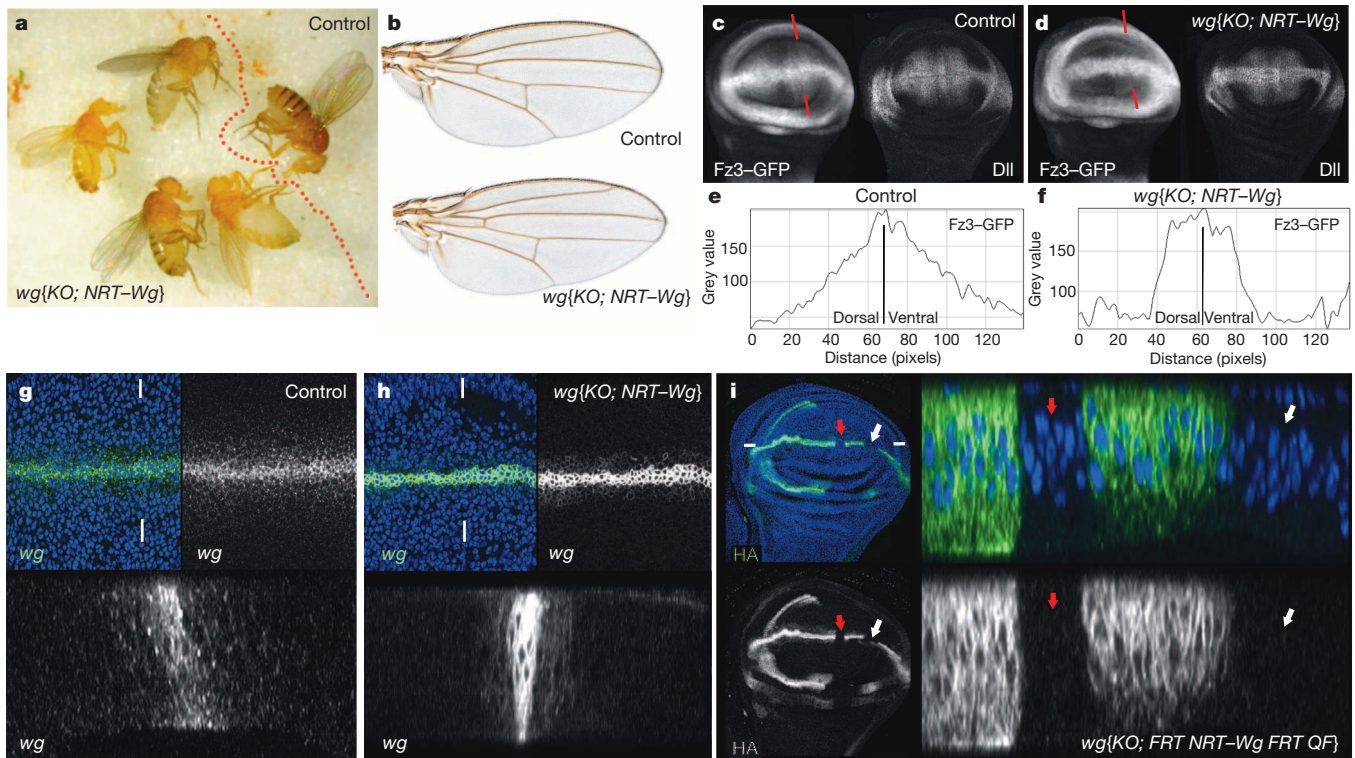 a
Control
wg{KO; NRT–Wg}
b
Control
wg{KO; NRT–Wg}
c
Control
Fz3–GFP
Dll
d
wg{KO; NRT–Wg}
Fz3–GFP
Dll
e
Control
Fz3–GFP
Grey value
150
100
Dorsal
Ventral
0
20
40
60
80
100
120
Distance (pixels)
f
wg{KO; NRT–Wg}
Fz3–GFP
Grey value
150
100
Dorsal
Ventral
0
20
40
60
80
100
120
Distance (pixels)
g
Control
wg
wg
wg
h
wg{KO; NRT–Wg}
wg
wg
wg
i
HA
HA
wg{KO; FRT NRT–Wg FRT QF}